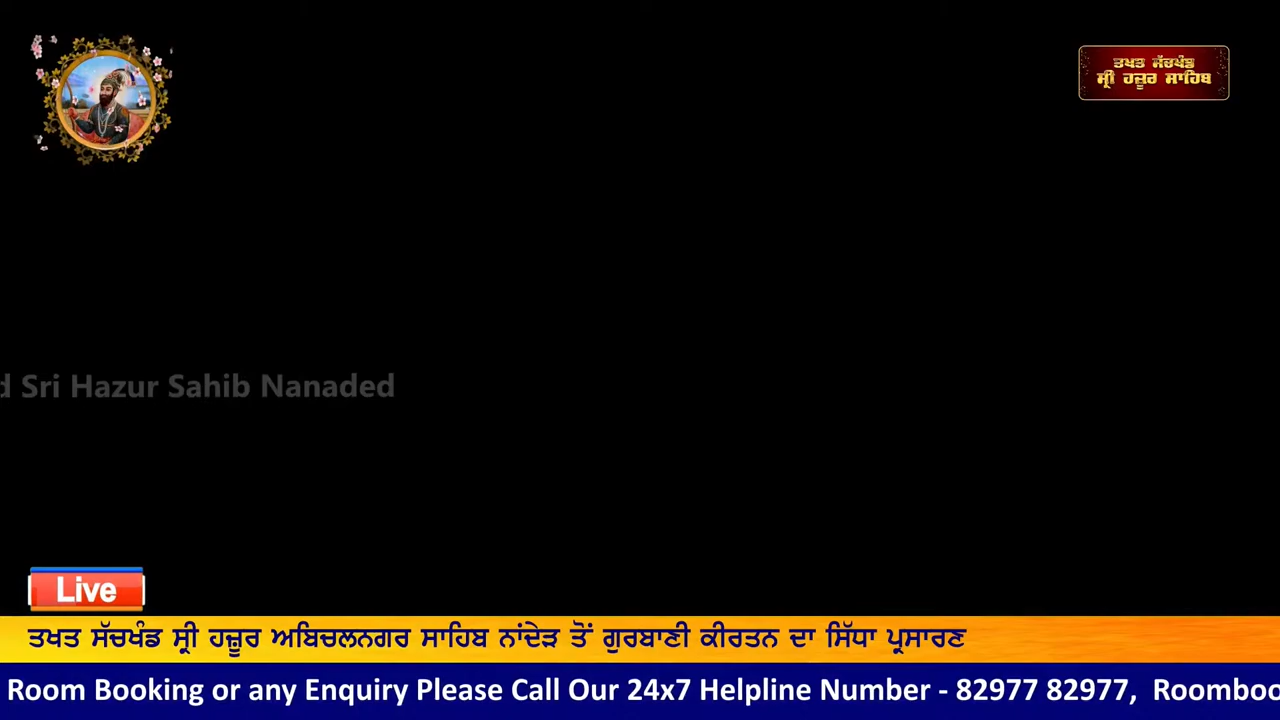 ਤਖਤ ਸੱਚਖੰਡ
ਸ੍ਰੀ ਹਜ਼ੂਰ ਸਾਹਿਬ
d Sri Hazur Sahib Nanaded
Live
ਤਖਤ ਸੱਚਖੰਡ ਸ੍ਰੀ ਹਜ਼ੂਰ ਅਬਿਚਲਨਗਰ ਸਾਹਿਬ ਨਾਂਦੇੜ ਤੋਂ ਗੁਰਬਾਣੀ ਕੀਰਤਨ ਦਾ ਸਿੱਧਾ ਪ੍ਰਸਾਰਣ
Room Booking or any Enquiry Please Call Our 24x7 Helpline Number - 82977 82977, Roomboo